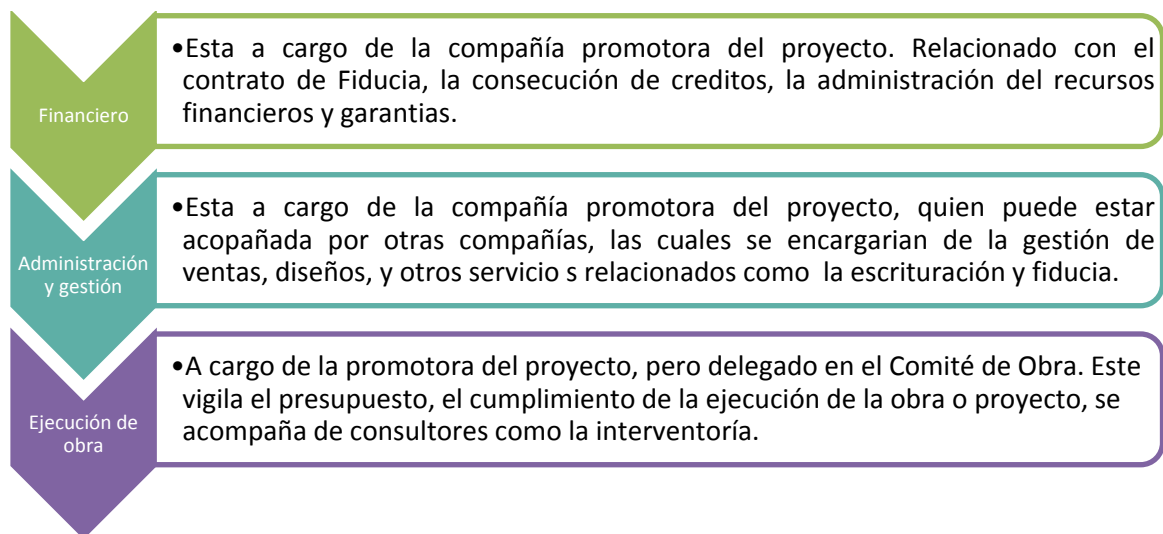 Financiero
•Esta a cargo de la compañía promotora del proyecto. Relacionado con el
contrato de Fiducia, la consecución de creditos, la administración del recursos
financieros y garantias.
Administración
y gestión
•Esta a cargo de la compañía promotora del proyecto, quien puede estar
acopañada por otras compañías, las cuales se encargarian de la gestión de
ventas, diseños, y otros servicio s relacionados como la escrituración y fiducia.
Ejecución de
obra
•A cargo de la promotora del proyecto, pero delegado en el Comité de Obra. Este
vigila el presupuesto, el cumplimiento de la ejecución de la obra o proyecto, se
acompaña de consultores como la interventoría.